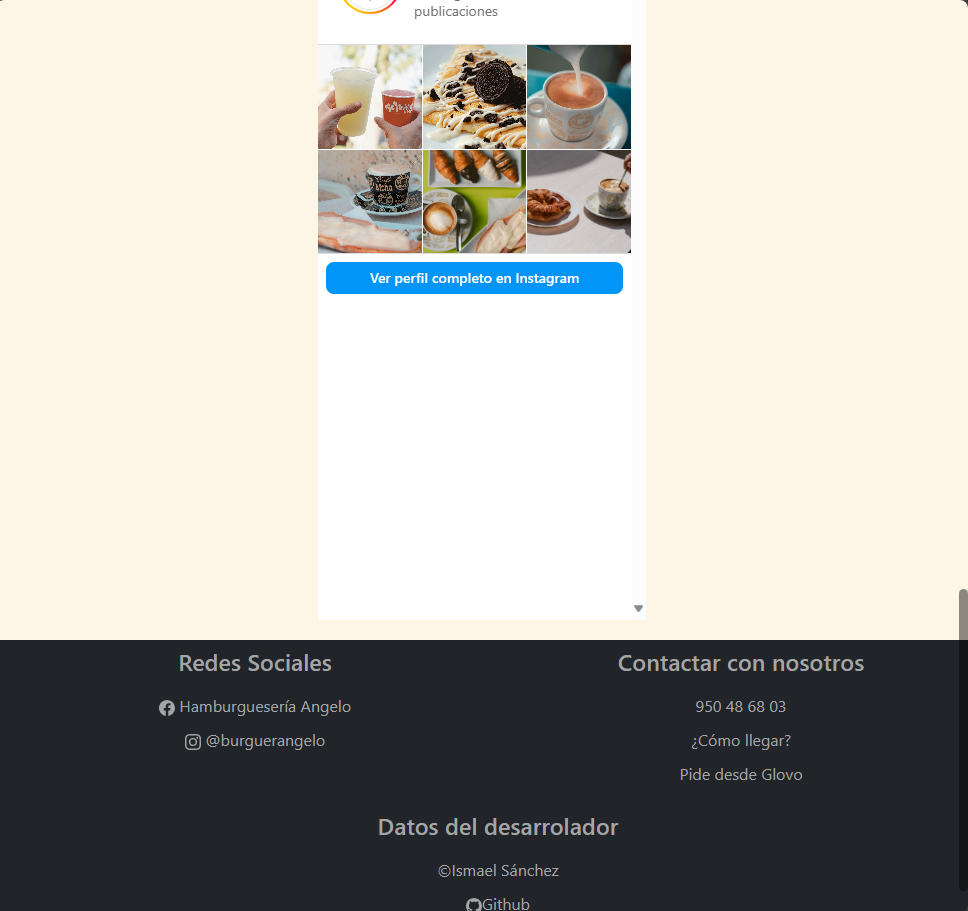 publicaciones
Ver perfil completo en Instagram
Redes Sociales
Hamburguesería Angelo
@burguerangelo
Contactar con nosotros
950 48 68 03
¿Cómo llegar?
Pide desde Glovo
Datos del desarrolador
©Ismael Sánchez
Github